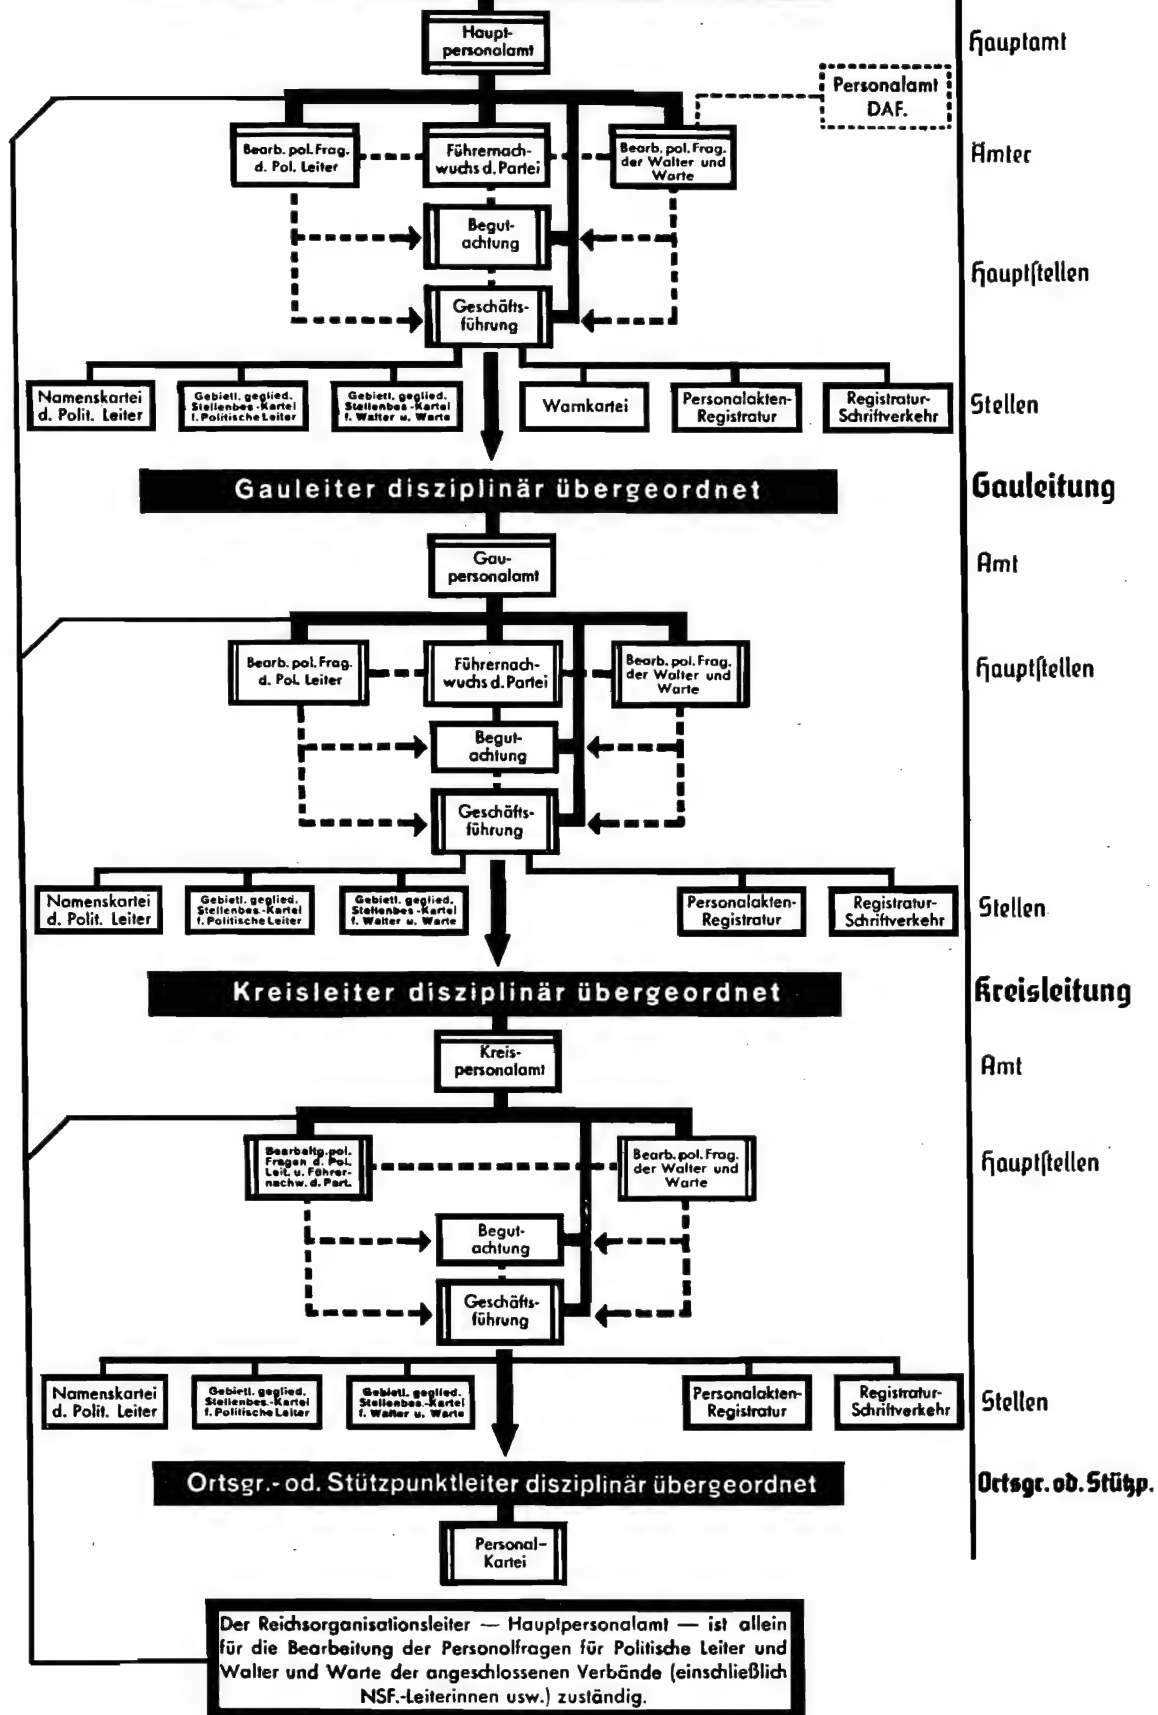 Haupt-
personalamt
Hauptamt
Personalamt
DAF.
Bearb. pol. Frag.
d. Pol. Leiter
Führernach-
wuchs d. Partei
Bearb. pol. Frag.
der Walter und
Warte
Ämter
Begut-
achtung
Hauptstellen
Geschäfts-
führung
Namenskartei
d. Polit. Leiter
Gebietl. geglied.
Stellenbes.-Kartei
f. Politische Leiter
Gebietl. geglied.
Stellenbes.-Kartei
f. Walter u. Warte
Warnkartei
Personalakten-
Registratur
Registratur-
Schriftverkehr
Stellen
Gauleiter disziplinär übergeordnet
Gauleitung
Gau-
personalamt
Amt
Bearb. pol. Frag.
d. Pol. Leiter
Führernach-
wuchs d. Partei
Bearb. pol. Frag.
der Walter und
Warte
Hauptstellen
Begut-
achtung
Geschäfts-
führung
Namenskartei
d. Polit. Leiter
Gebietl. geglied.
Stellenbes.-Kartei
f. Politische Leiter
Gebietl. geglied.
Stellenbes.-Kartei
f. Walter u. Warte
Personalakten-
Registratur
Registratur-
Schriftverkehr
Stellen
Kreisleiter disziplinär übergeordnet
Kreisleitung
Kreis-
personalamt
Amt
Bearbeitg. pol.
Fragen d. Pol.
Leit. u. Führer-
nachw. d. Part.
Bearb. pol. Frag.
der Walter und
Warte
Hauptstellen
Begut-
achtung
Geschäfts-
führung
Namenskartei
d. Polit. Leiter
Gebietl. geglied.
Stellenbes.-Kartei
f. Politische Leiter
Gebietl. geglied.
Stellenbes.-Kartei
f. Walter u. Warte
Personalakten-
Registratur
Registratur-
Schriftverkehr
Stellen
Ortsgr.- od. Stützpunktleiter disziplinär übergeordnet
Ortsgr. od. Stützp.
Personal-
Kartei
Der Reichsorganisationsleiter — Hauptpersonalamt — ist allein
für die Bearbeitung der Personalfragen für Politische Leiter und
Walter und Warte der angeschlossenen Verbände (einschließlich
NSF.-Leiterinnen usw.) zuständig.